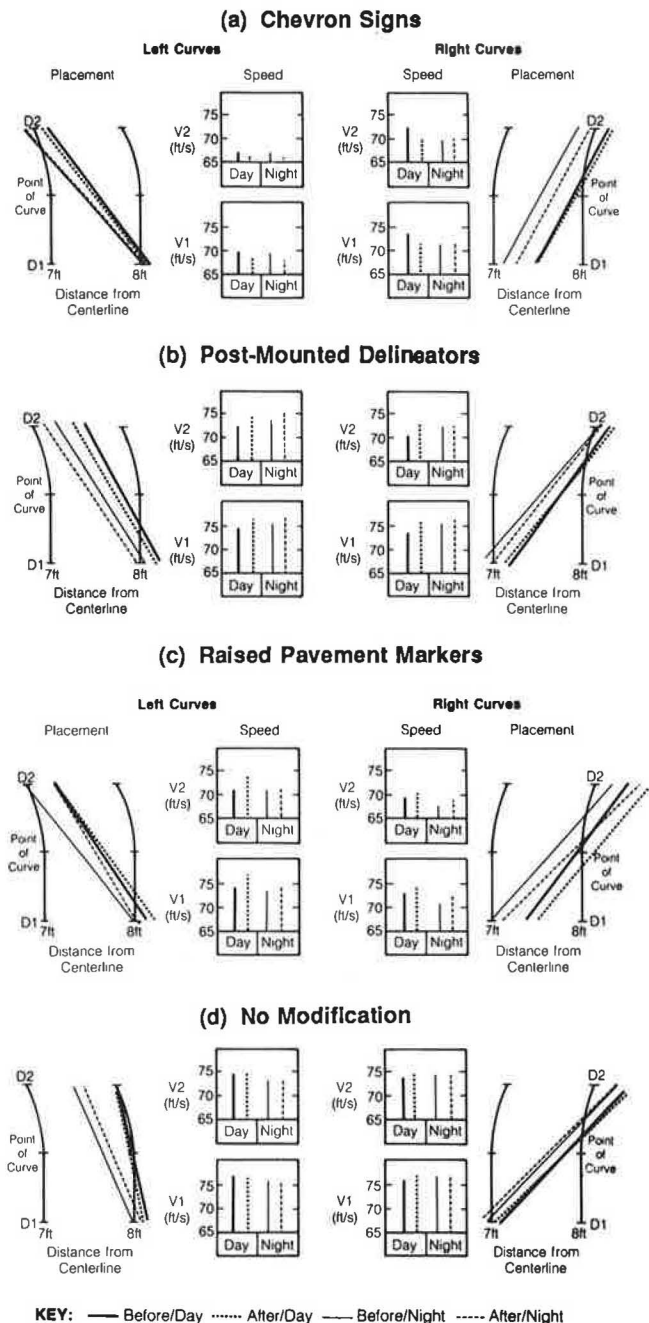 (a) Chevron Signs
Left Curves Right Curves
Placement Speed Speed Placement
D2 75 V2 70 (ft/s) 65 Day Night V2 (ft/s) 75 70 65 Day Night D2
Point of Curve Point of Curve
D1 V1 (ft/s) 75 70 65 Day Night V1 (ft/s) 75 70 65 Day Night D1
7ft 8ft 7ft 8ft
Distance from Centerline Distance from Centerline
(b) Post-Mounted Delineators
D2 V2 (ft/s) 75 70 65 Day Night V2 (ft/s) 75 70 65 Day Night D2
Point of Curve Point of Curve
D1 V1 (ft/s) 75 70 65 Day Night V1 (ft/s) 75 70 65 Day Night D1
7ft 8ft 7ft 8ft
Distance from Centerline Distance from Centerline
(c) Raised Pavement Markers
Left Curves Right Curves
Placement Speed Speed Placement
D2 V2 (ft/s) 75 70 65 Day Night V2 (ft/s) 75 70 65 Day Night D2
Point of Curve Point of Curve
D1 V1 (ft/s) 75 70 65 Day Night V1 (ft/s) 75 70 65 Day Night D1
7ft 8ft 7ft 8ft
Distance from Centerline Distance from Centerline
(d) No Modification
D2 V2 (ft/s) 75 70 65 Day Night V2 (ft/s) 75 70 65 Day Night D2
Point of Curve Point of Curve
D1 V1 (ft/s) 75 70 65 Day Night V1 (ft/s) 75 70 65 Day Night D1
7ft 8ft 7ft 8ft
Distance from Centerline Distance from Centerline
KEY: Before/Day After/Day Before/Night After/Night